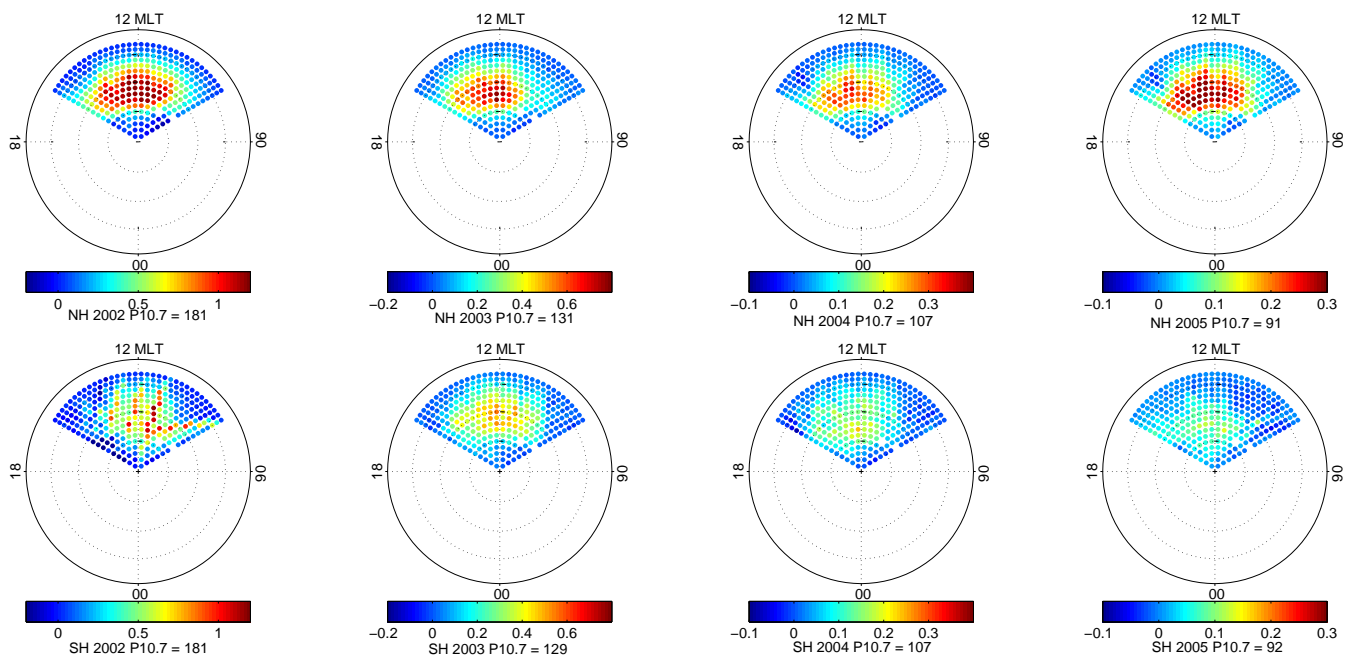 12 MLT 12 MLT 12 MLT 12 MLT
18 06 18 06 18 06 18 06
00 00 00 00
0 0.5 1 −0.2 0 0.2 0.4 0.6 −0.1 0 0.1 0.2 0.3 −0.1 0 0.1 0.2 0.3
NH 2002 P10.7 = 181 NH 2003 P10.7 = 131 NH 2004 P10.7 = 107 NH 2005 P10.7 = 91
12 MLT 12 MLT 12 MLT 12 MLT
18 06 18 06 18 06 18 06
00 00 00 00
0 0.5 1 −0.2 0 0.2 0.4 0.6 −0.1 0 0.1 0.2 0.3 −0.1 0 0.1 0.2 0.3
SH 2002 P10.7 = 181 SH 2003 P10.7 = 129 SH 2004 P10.7 = 107 SH 2005 P10.7 = 92